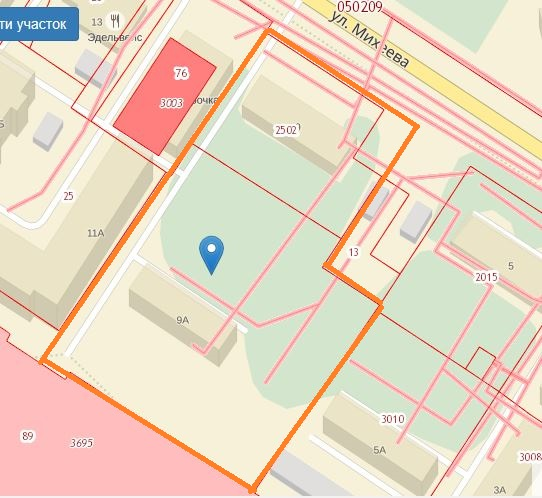 050209
ти участок
13
Эдельвейс
ул. Михеева
76
3003
очка
2502
25
13
11А
5
2015
9А
3010
89
3695
5А
3008
3А